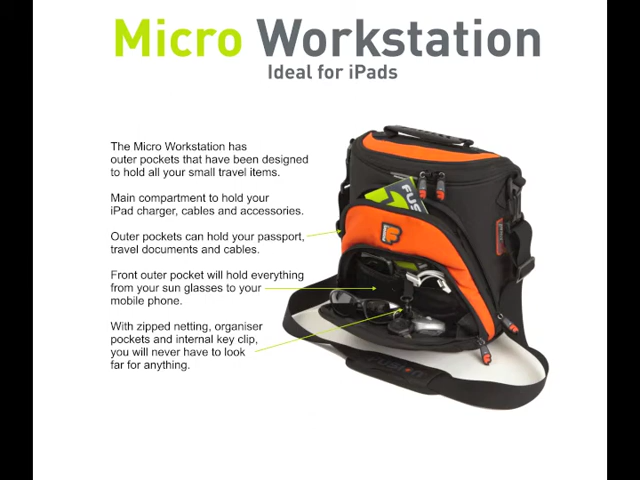 Micro Workstation
Ideal for iPads
The Micro Workstation has
outer pockets that have been designed
to hold all your small travel items.
Main compartment to hold your
iPad charger, cables and accessories.
Outer pockets can hold your passport,
travel documents and cables.
Front outer pocket will hold everything
from your sun glasses to your
mobile phone.
With zipped netting, organiser
pockets and internal key clip,
you will never have to look
far for anything.
FUS
F
FUSION